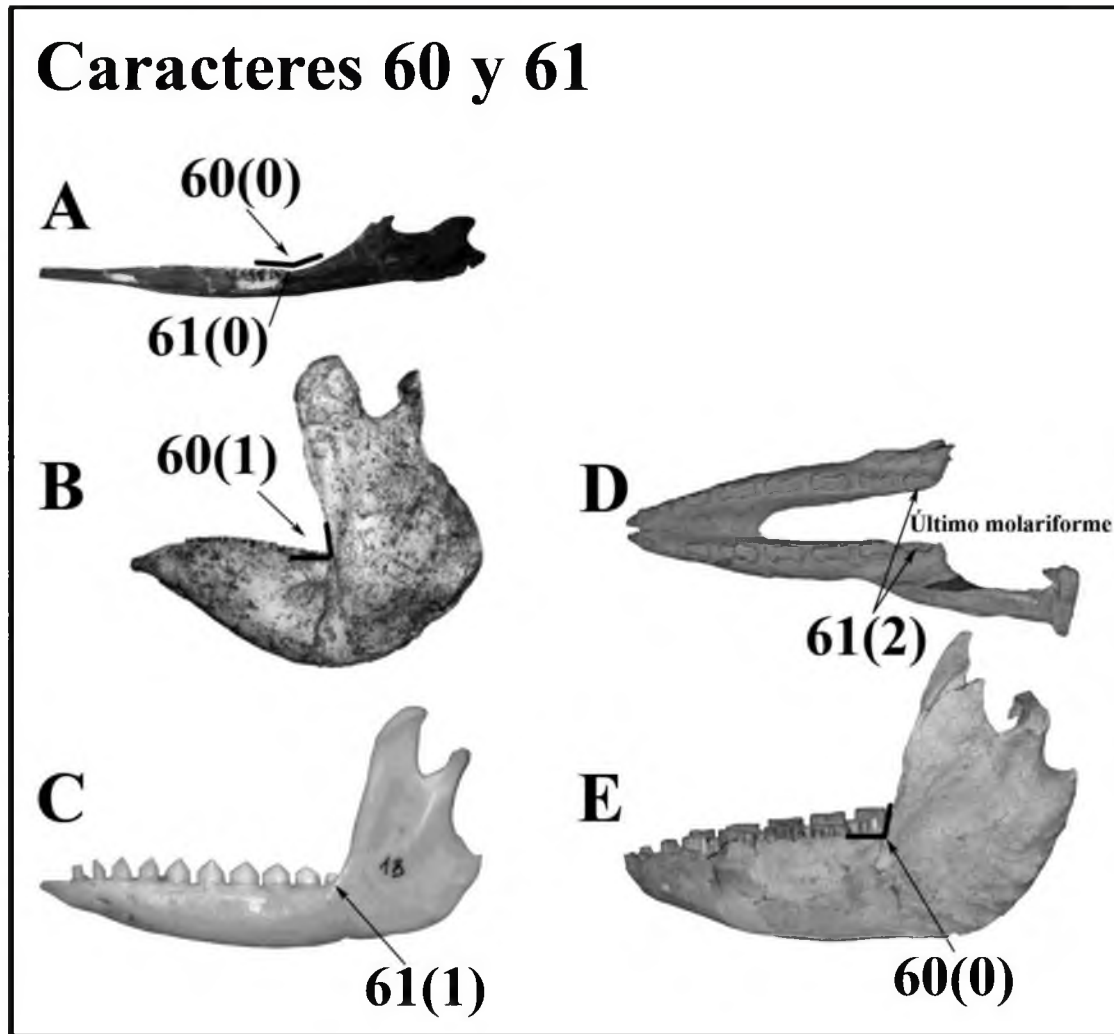 Caracteres 60 y 61
60(0)
A
61(0)
60(1)
B
D
Último molariforme
61(2)
C
18
61(1)
E
60(0)